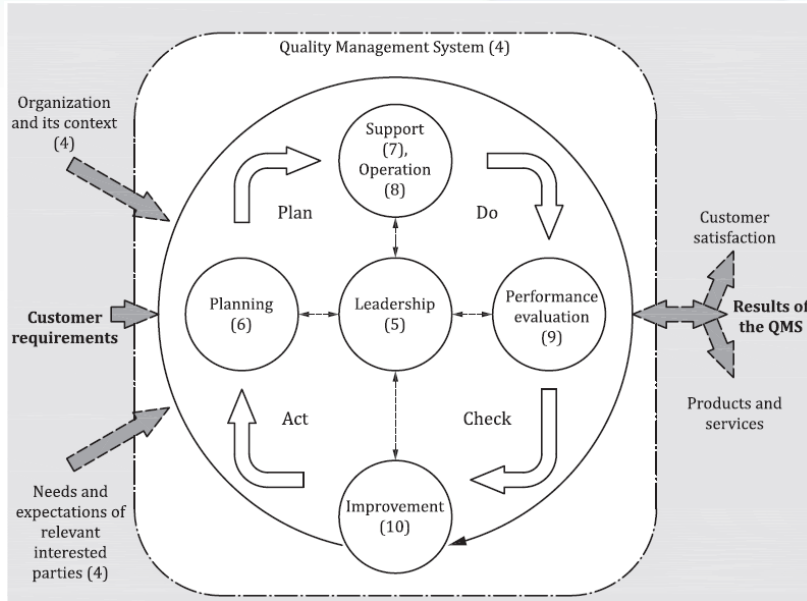 Quality Management System (4)
Organization
and its context
(4)
Support
(7),
Operation
(8)
Plan
Do
Customer
satisfaction
Customer
requirements
Planning
(6)
Leadership
(5)
Performance
evaluation
(9)
Results of
the QMS
Act
Check
Products and
services
Needs and
expectations of
relevant
interested
parties (4)
Improvement
(10)